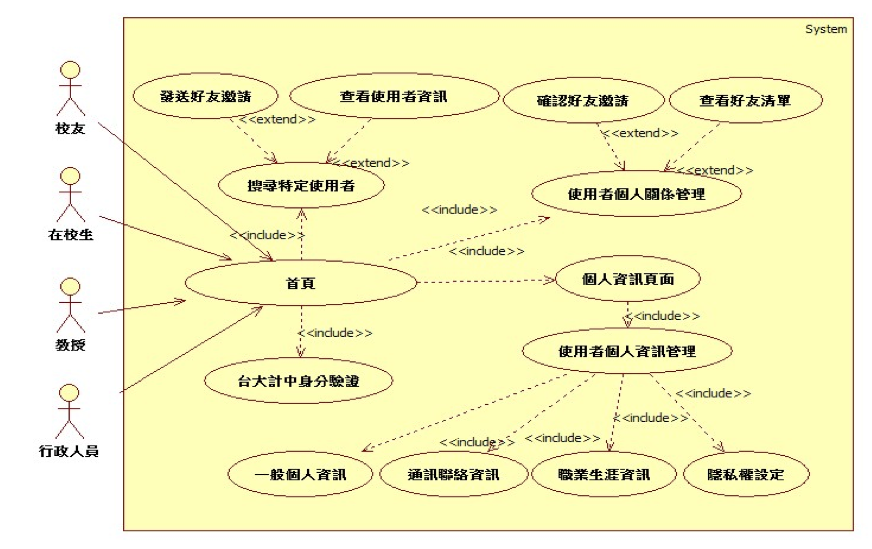 System
發送好友邀請
查看使用者資訊
確認好友邀請
查看好友清單
<<extend>>
<<extend>>
校友
<<extend>>
<<extend>>
搜尋特定使用者
使用者個人關係管理
<<include>>
在校生
<<include>>
<<include>>
首頁
個人資訊頁面
<<include>>
<<include>>
教授
使用者個人資訊管理
台大計中身分驗證
<<include>>
<<include>>
<<include>>
<<include>>
行政人員
一般個人資訊
通訊聯絡資訊
職業生涯資訊
隱私權設定